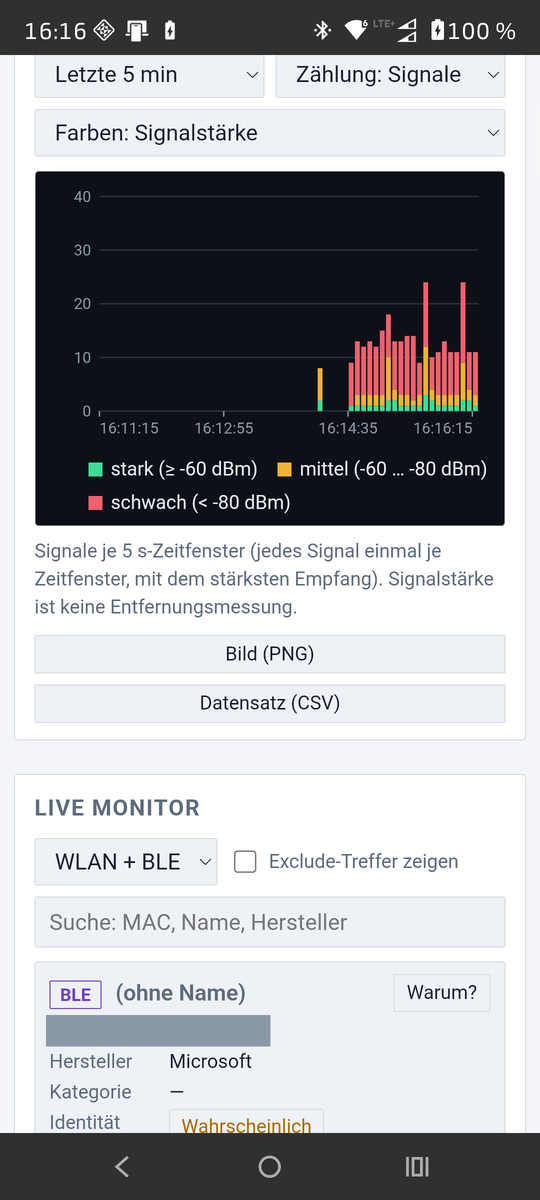 16:16 LTE+ 100 %
Letzte 5 min Zählung: Signale
Farben: Signalstärke
40
30
20
10
0
16:11:15 16:12:55 16:14:35 16:16:15
stark (≥ -60 dBm) mittel (-60 ... -80 dBm)
schwach (< -80 dBm)
Signale je 5 s-Zeitfenster (jedes Signal einmal je
Zeitfenster, mit dem stärksten Empfang). Signalstärke
ist keine Entfernungsmessung.
Bild (PNG)
Datensatz (CSV)
LIVE MONITOR
WLAN + BLE Exclude-Treffer zeigen
Suche: MAC, Name, Hersteller
BLE (ohne Name) Warum?
Hersteller Microsoft
Kategorie —
Identität Wahrscheinlich